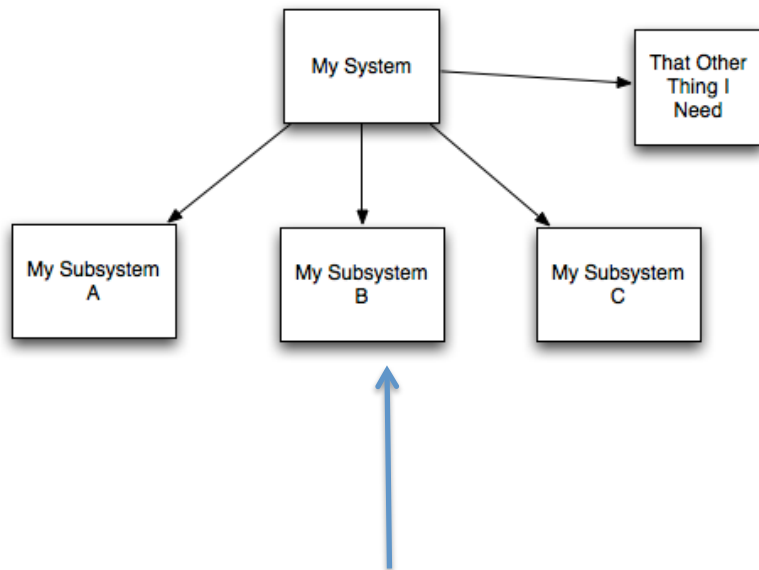 My System
That Other
Thing I
Need
My Subsystem
A
My Subsystem
B
My Subsystem
C